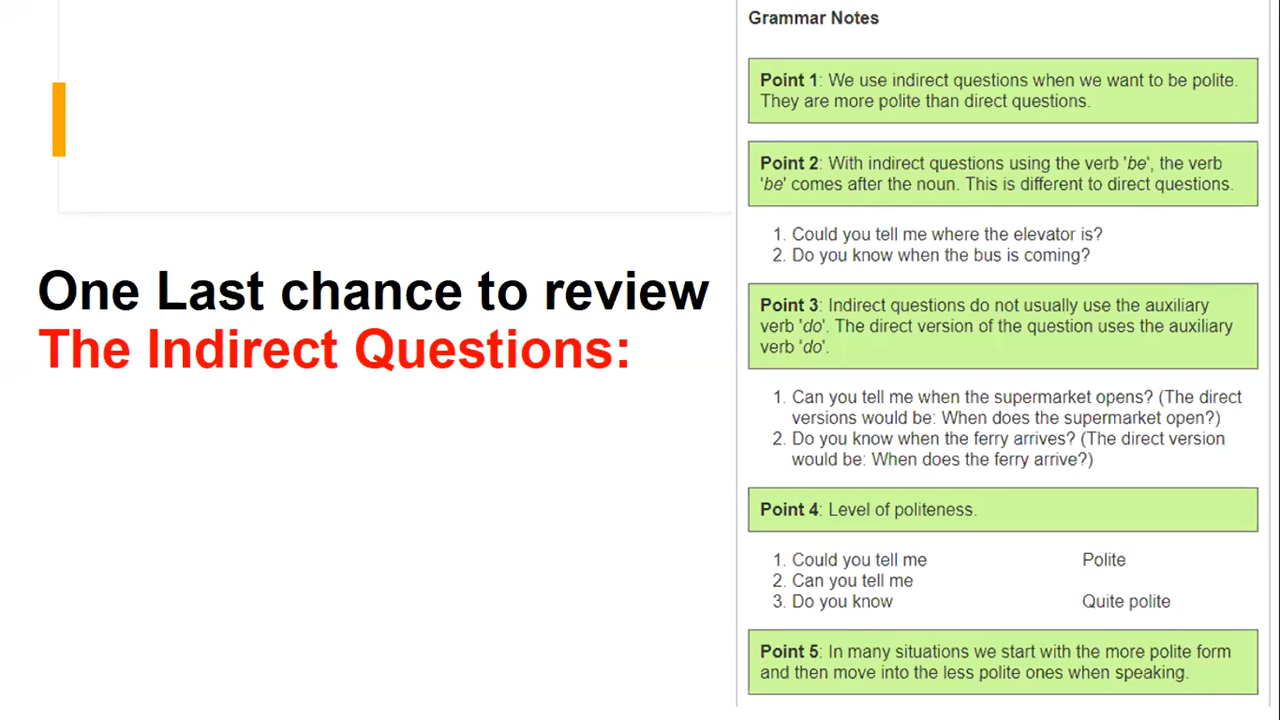 One Last chance to review
The Indirect Questions:
Grammar Notes
Point 1: We use indirect questions when we want to be polite.
They are more polite than direct questions.
Point 2: With indirect questions using the verb 'be', the verb
'be' comes after the noun. This is different to direct questions.
1. Could you tell me where the elevator is?
2. Do you know when the bus is coming?
Point 3: Indirect questions do not usually use the auxiliary
verb 'do'. The direct version of the question uses the auxiliary
verb 'do'.
1. Can you tell me when the supermarket opens? (The direct
versions would be: When does the supermarket open?)
2. Do you know when the ferry arrives? (The direct version
would be: When does the ferry arrive?)
Point 4: Level of politeness.
1. Could you tell me Polite
2. Can you tell me
3. Do you know Quite polite
Point 5: In many situations we start with the more polite form
and then move into the less polite ones when speaking.